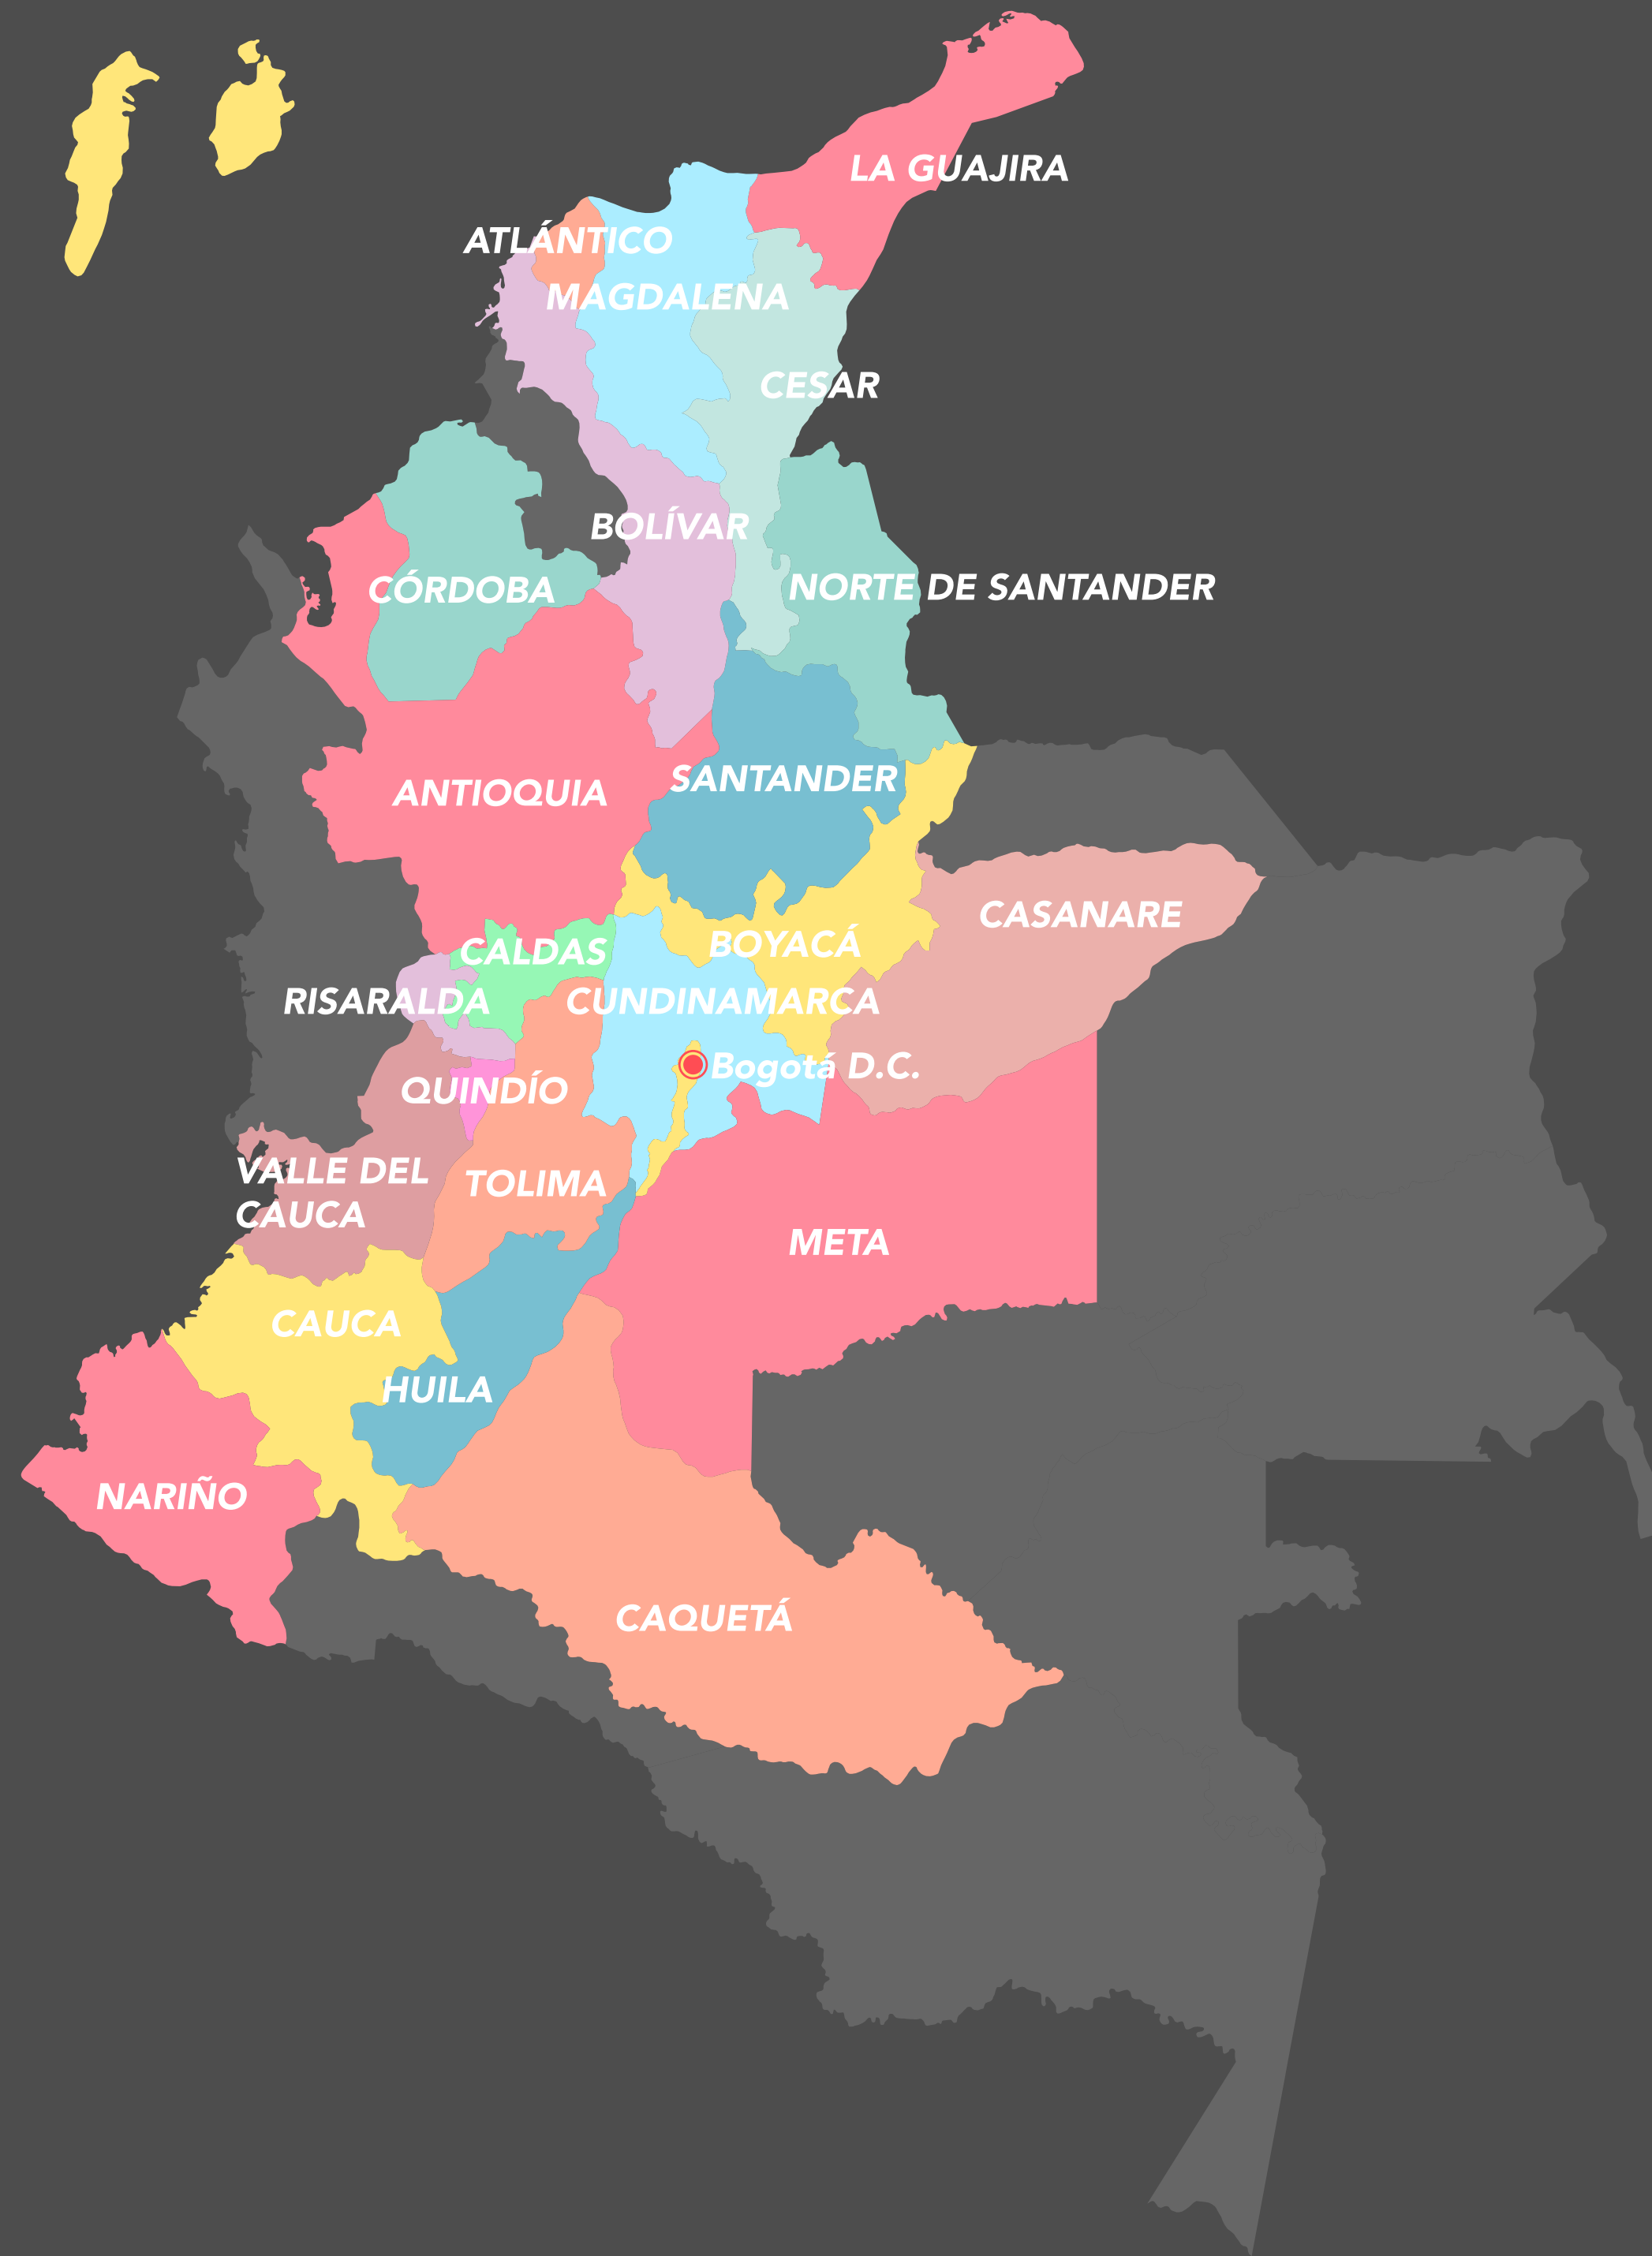 LA GUAJIRA
ATLÁNTICO
MAGDALENA
CESAR
BOLÍVAR
CÓRDOBA
NORTE DE SANTANDER
SANTANDER
ANTIOQUIA
CASANARE
BOYACÁ
CALDAS
RISARALDA
CUNDINAMARCA
Bogotá D.C.
QUINDÍO
VALLE DEL
CAUCA
TOLIMA
META
CAUCA
HUILA
NARIÑO
CAQUETÁ